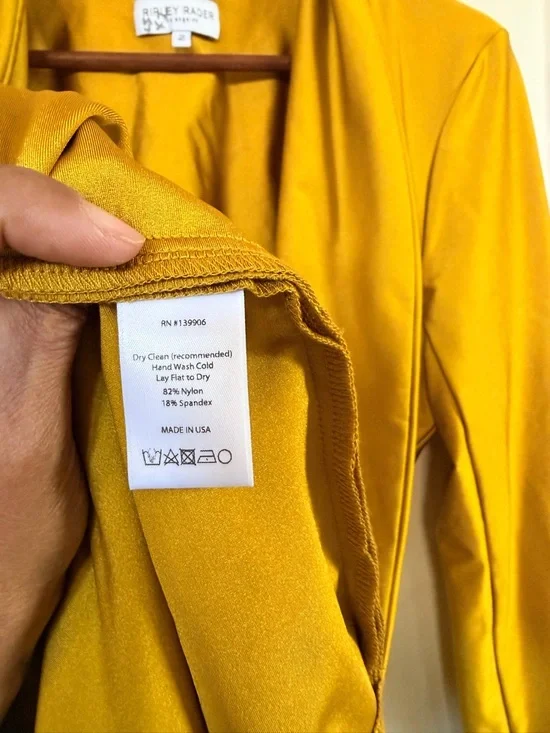 RIPLEY RADER
2
RN #139906
Dry Clean (recommended)
Hand Wash Cold
Lay Flat to Dry
82% Nylon
18% Spandex
MADE IN USA